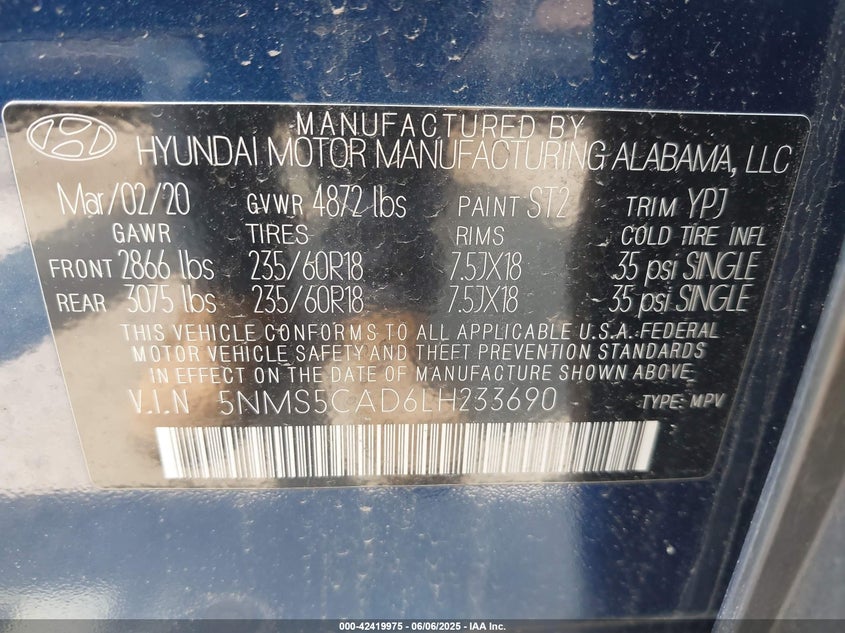 MANUFACTURED BY
HYUNDAI MOTOR MANUFACTURING ALABAMA, LLC
Mar/02/20 GVWR 4872 lbs PAINT ST2 TRIM YPJ
GAWR TIRES RIMS COLD TIRE INFL
FRONT 2866 lbs 235/60R18 7.5JX18 35 psi SINGLE
REAR 3075 lbs 235/60R18 7.5JX18 35 psi SINGLE
THIS VEHICLE CONFORMS TO ALL APPLICABLE U.S.A. FEDERAL
MOTOR VEHICLE SAFETY AND THEFT PREVENTION STANDARDS
IN EFFECT ON THE DATE OF MANUFACTURE SHOWN ABOVE.
V.I.N 5NMS5CAD6LH233690 TYPE: MPV
000-42419975 - 06/06/2025 - IAA Inc.